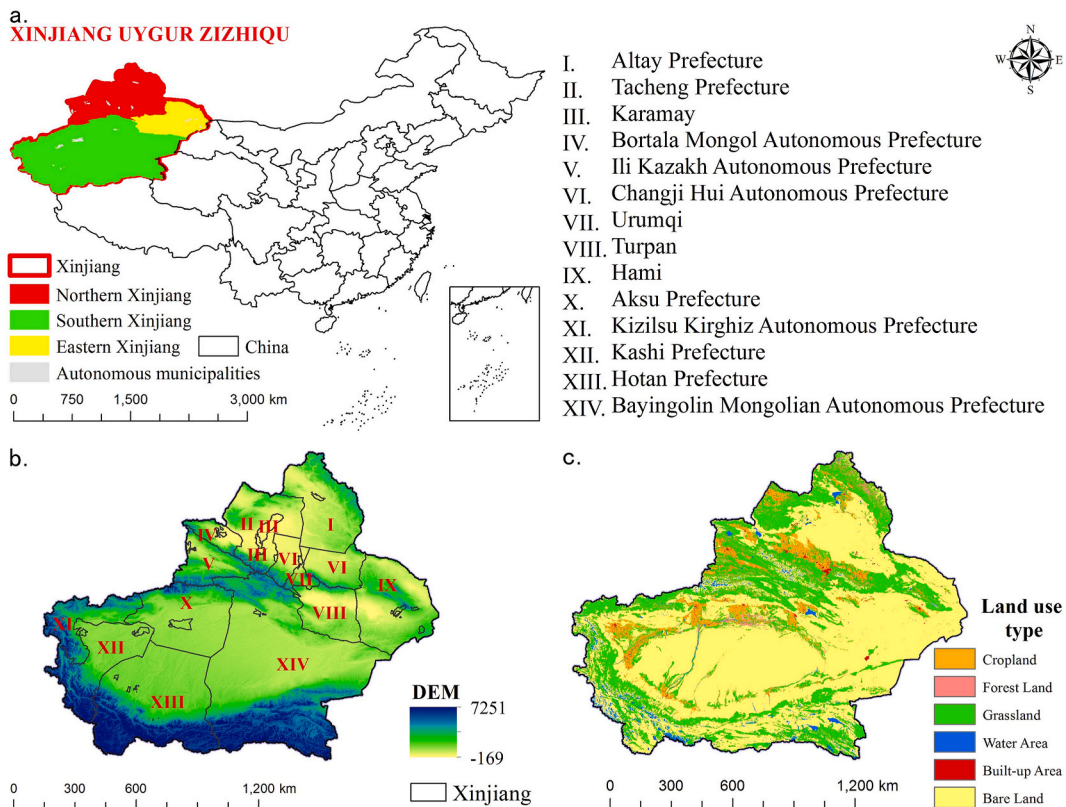 a.
XINJIANG UYGUR ZIZHIQU
Xinjiang
Northern Xinjiang
Southern Xinjiang
Eastern Xinjiang China
Autonomous municipalities
0 750 1,500 3,000 km
I. Altay Prefecture
II. Tacheng Prefecture
III. Karamay
IV. Bortala Mongol Autonomous Prefecture
V. Ili Kazakh Autonomous Prefecture
VI. Changji Hui Autonomous Prefecture
VII. Urumqi
VIII. Turpan
IX. Hami
X. Aksu Prefecture
XI. Kizilsu Kirghiz Autonomous Prefecture
XII. Kashi Prefecture
XIII. Hotan Prefecture
XIV. Bayingolin Mongolian Autonomous Prefecture
N
W E
S
b.
I
II III
IV
III
VI
V
VI
VII
IX
X
VIII
XI
XII
XIV
XIII
DEM
7251
-169
Xinjiang
0 300 600 1,200 km
c.
Land use
type
Cropland
Forest Land
Grassland
Water Area
Built-up Area
Bare Land
0 300 600 1,200 km